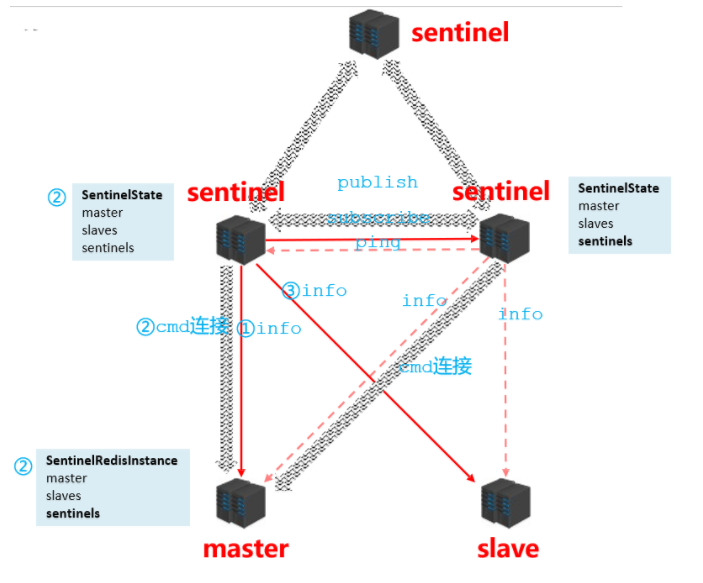 sentinel
publish
② SentinelState
master
slaves
sentinels
sentinel
sentinel
SentinelState
master
slaves
sentinels
subscribe
ping
③info
info
info
②cmd连接
①info
cmd连接
② SentinelRedisInstance
master
slaves
sentinels
master
slave